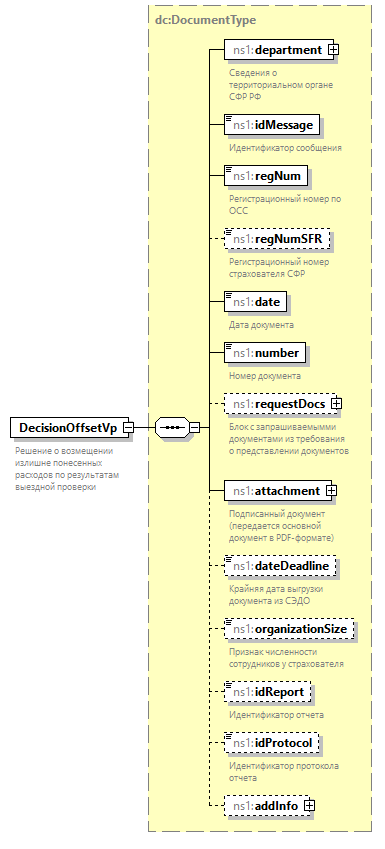 dc:DocumentType
ns1:department
Сведения о
территориальном органе
СФР РФ
ns1:idMessage
Идентификатор сообщения
ns1:regNum
Регистрационный номер по
ОСС
ns1:regNumSFR
Регистрационный номер
страхователя СФР
ns1:date
Дата документа
ns1:number
Номер документа
ns1:requestDocs
Блок с запрашиваемымми
документами из требования
о представлении документов
DecisionOffsetVp
Решение о возмещении
излишне понесенных
расходов по результатам
выездной проверки
ns1:attachment
Подписанный документ
(передается основной
документ в PDF-формате)
ns1:dateDeadline
Крайняя дата выгрузки
документа из СЭДО
ns1:organizationSize
Признак численности
сотрудников у страхователя
ns1:idReport
Идентификатор отчета
ns1:idProtocol
Идентификатор протокола
отчета
ns1:addInfo